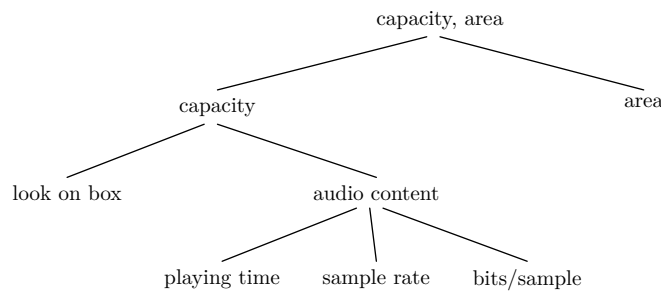 capacity, area
capacity
area
look on box
audio content
playing time
sample rate
bits/sample